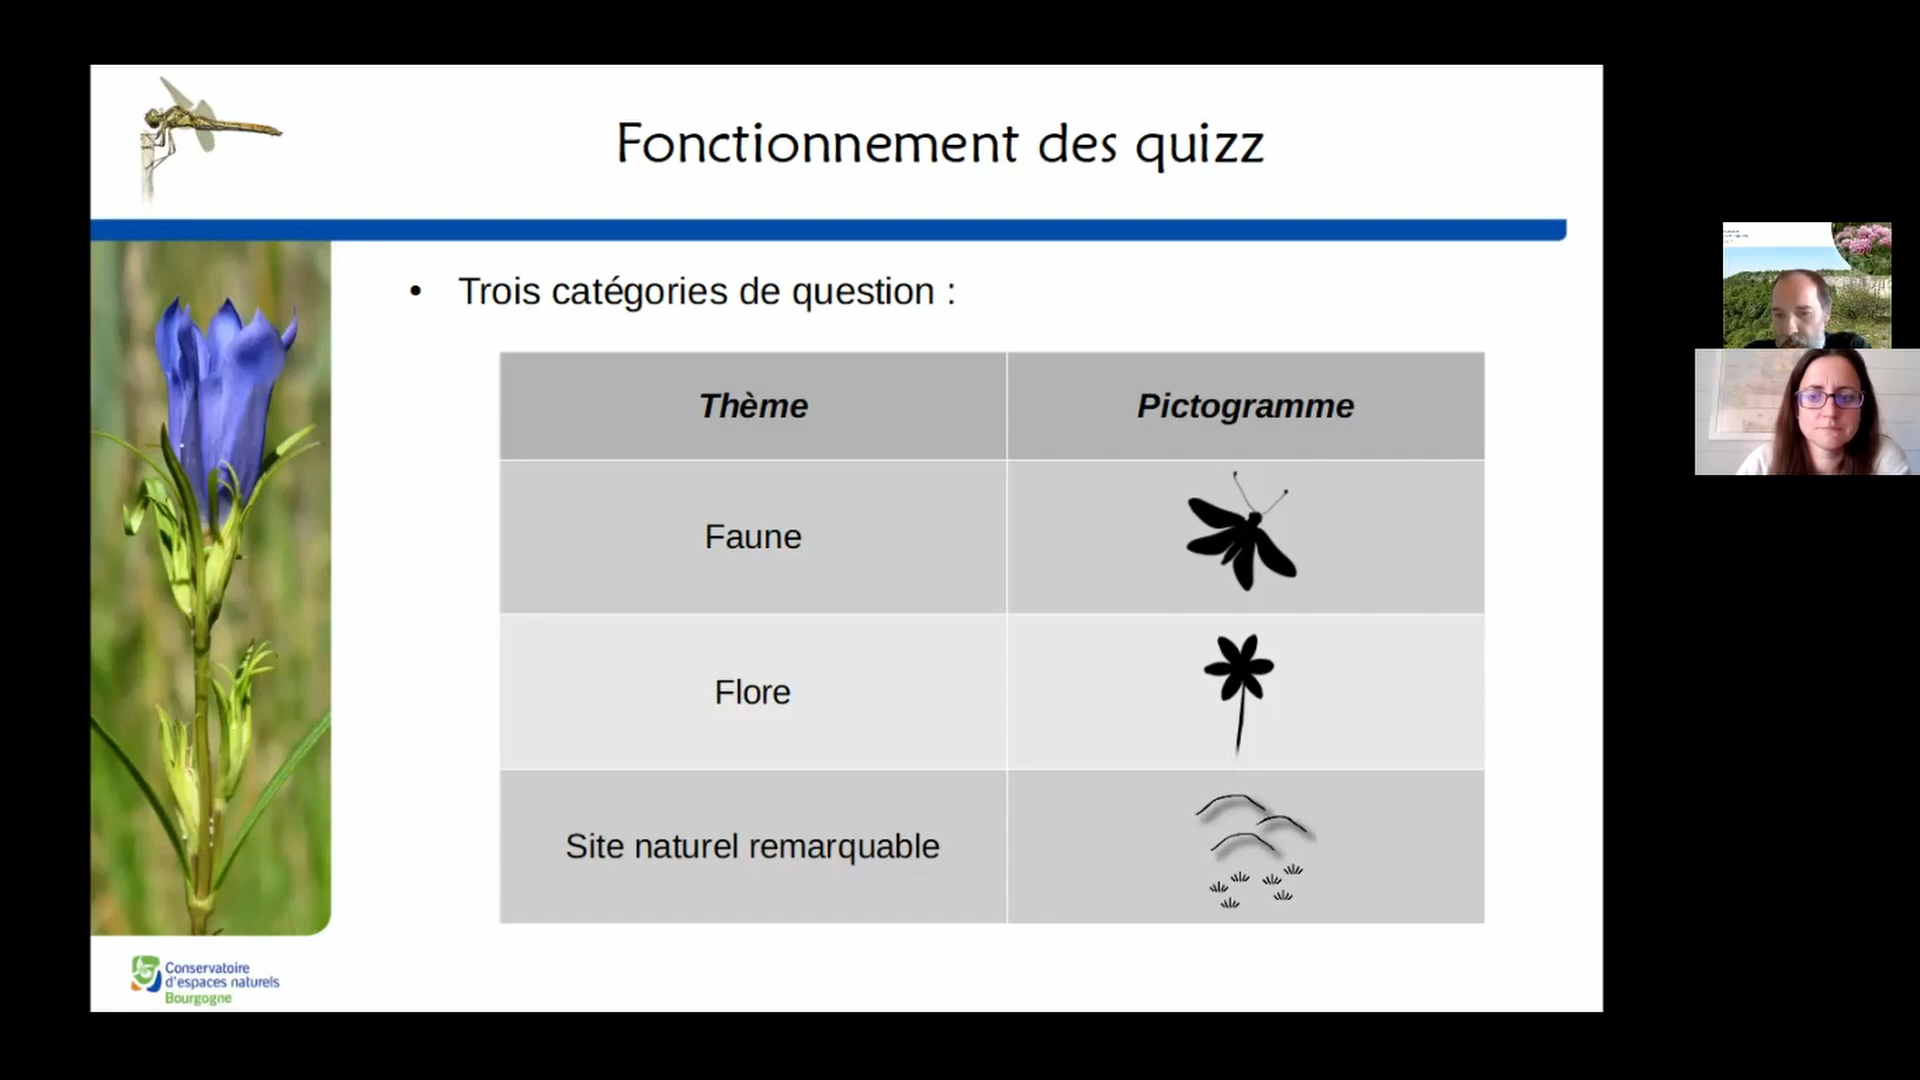 Fonctionnement des quizz
• Trois catégories de question :
Thème
Pictogramme
Faune
Flore
Site naturel remarquable
Conservatoire
d'espaces naturels
Bourgogne